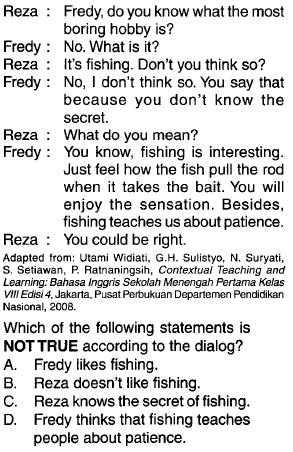 Reza : Fredy, do you know what the most
boring hobby is?
Fredy : No. What is it?
Reza : It's fishing. Don't you think so?
Fredy : No, I don't think so. You say that
because you don't know the
secret.
Reza : What do you mean?
Fredy : You know, fishing is interesting.
Just feel how the fish pull the rod
when it takes the bait. You will
enjoy the sensation. Besides,
fishing teaches us about patience.
Reza : You could be right.
Adapted from: Utami Widiati, G.H. Sulistyo, N. Suryati,
S. Setiawan, P. Ratnaningsih, Contextual Teaching and
Learning: Bahasa Inggris Sekolah Menengah Pertama Kelas
VIII Edisi 4, Jakarta, Pusat Perbukuan Departemen Pendidikan
Nasional, 2008.
Which of the following statements is
NOT TRUE according to the dialog?
A. Fredy likes fishing.
B. Reza doesn't like fishing.
C. Reza knows the secret of fishing.
D. Fredy thinks that fishing teaches
people about patience.